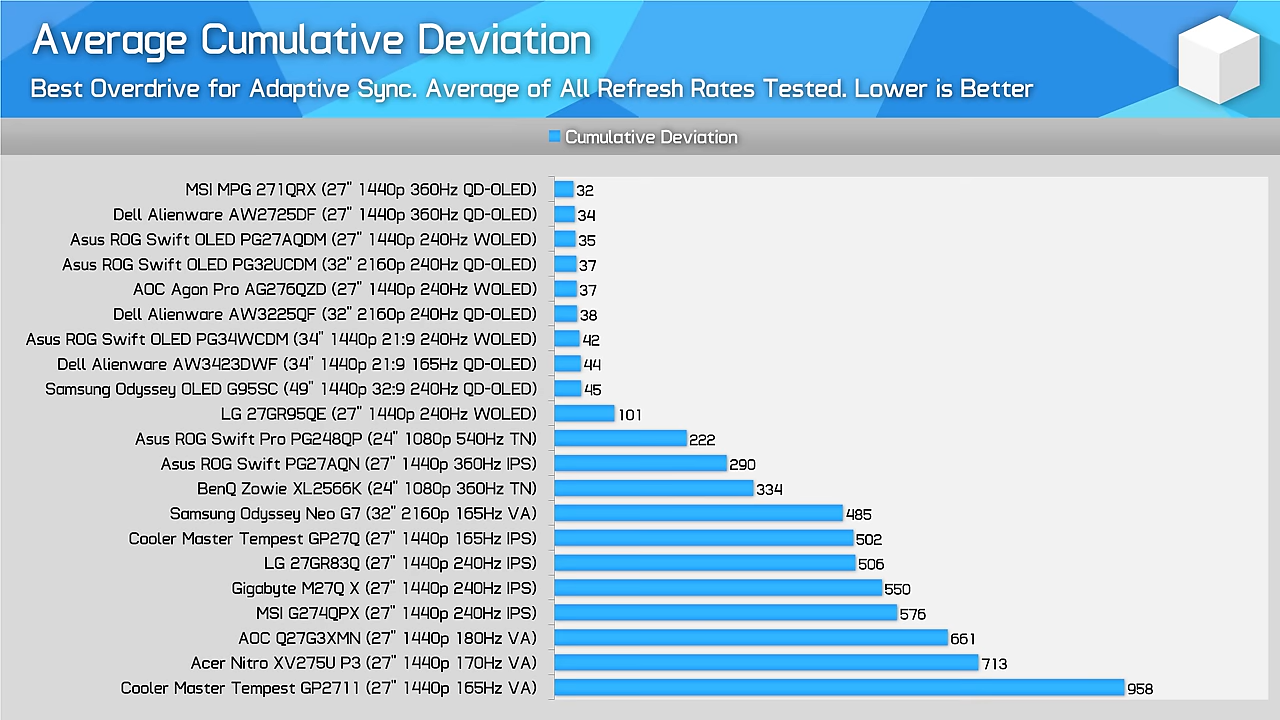 Average Cumulative Deviation
Best Overdrive for Adaptive Sync. Average of All Refresh Rates Tested. Lower is Better
Cumulative Deviation
MSI MPG 271QRX (27" 1440p 360Hz QD-OLED) 32
Dell Alienware AW2725DF (27" 1440p 360Hz QD-OLED) 34
Asus ROG Swift OLED PG27AQDM (27" 1440p 240Hz WOLED) 35
Asus ROG Swift OLED PG32UCDM (32" 2160p 240Hz QD-OLED) 37
AOC Agon Pro AG276QZD (27" 1440p 240Hz WOLED) 37
Dell Alienware AW3225QF (32" 2160p 240Hz QD-OLED) 38
Asus ROG Swift OLED PG34WCDM (34" 1440p 21:9 240Hz WOLED) 42
Dell Alienware AW3423DWF (34" 1440p 21:9 165Hz QD-OLED) 44
Samsung Odyssey OLED G95SC (49" 1440p 32:9 240Hz QD-OLED) 45
LG 27GR95QE (27" 1440p 240Hz WOLED) 101
Asus ROG Swift Pro PG248QP (24" 1080p 540Hz TN) 222
Asus ROG Swift PG27AQN (27" 1440p 360Hz IPS) 290
BenQ Zowie XL2566K (24" 1080p 360Hz TN) 334
Samsung Odyssey Neo G7 (32" 2160p 165Hz VA) 485
Cooler Master Tempest GP27Q (27" 1440p 165Hz IPS) 502
LG 27GR83Q (27" 1440p 240Hz IPS) 506
Gigabyte M27Q X (27" 1440p 240Hz IPS) 550
MSI G274QPX (27" 1440p 240Hz IPS) 576
AOC Q27G3XMN (27" 1440p 180Hz VA) 661
Acer Nitro XV275U P3 (27" 1440p 170Hz VA) 713
Cooler Master Tempest GP2711 (27" 1440p 165Hz VA) 958